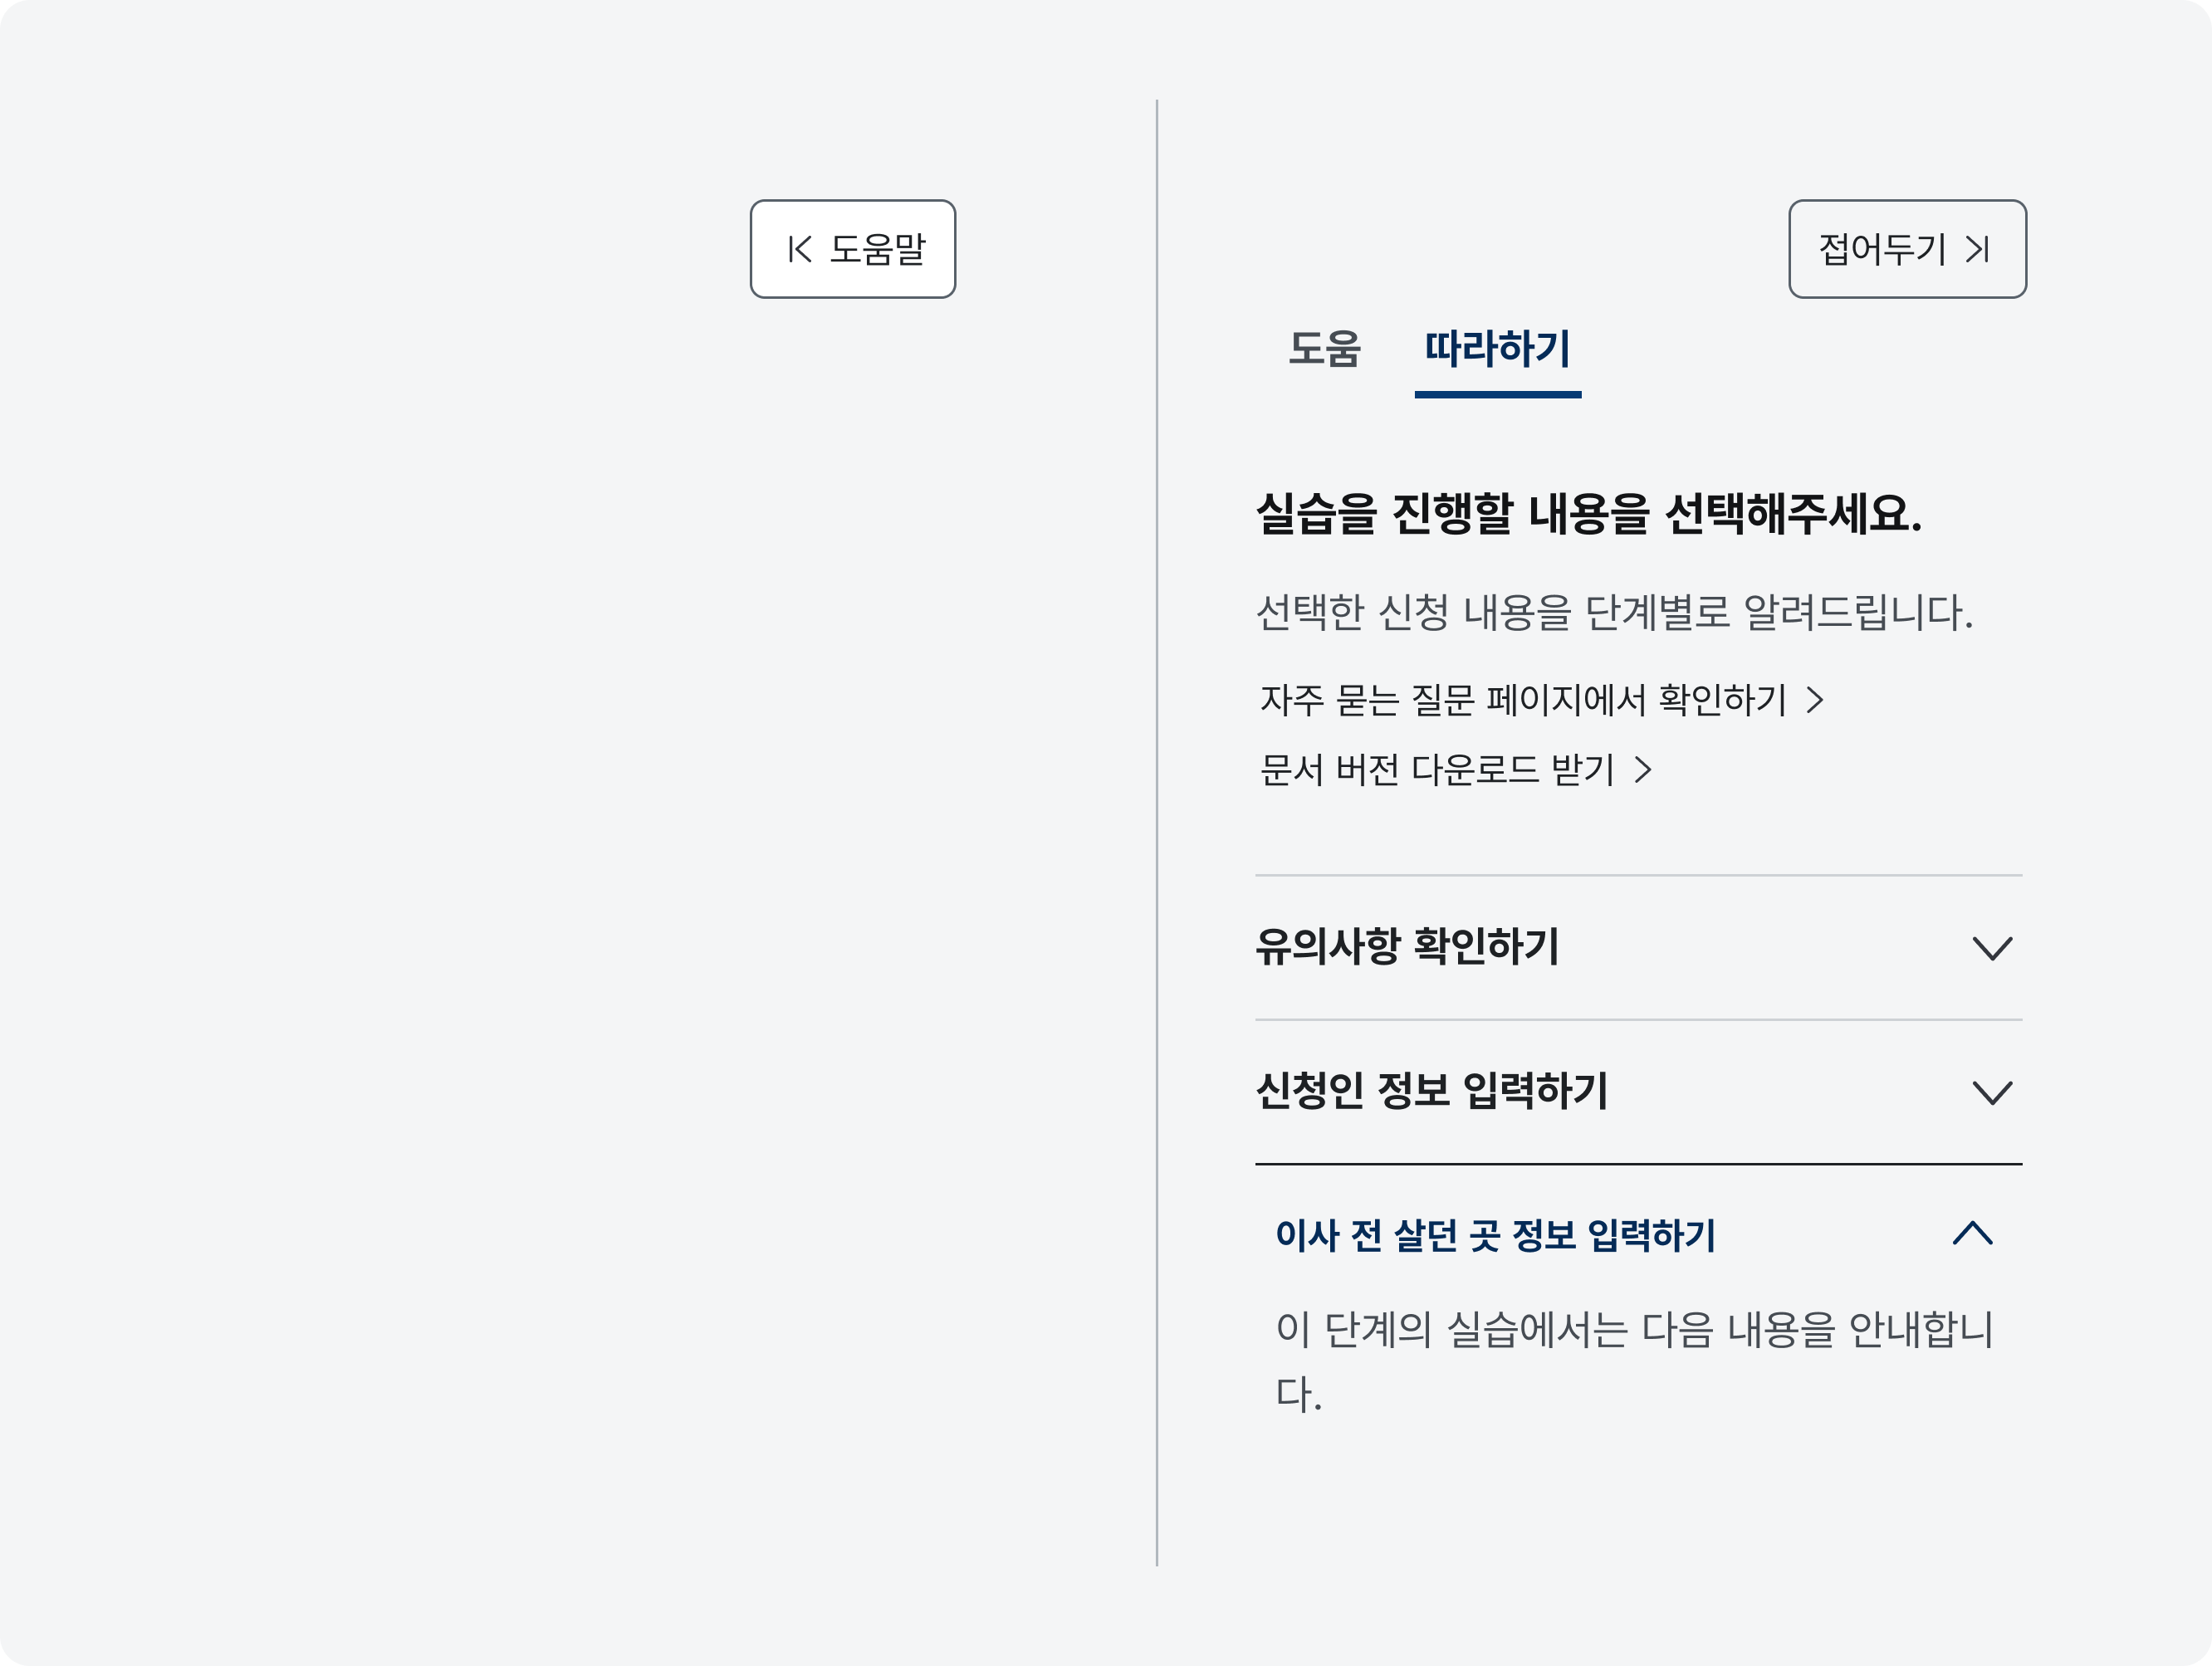 도움말
접어두기
도움 따라하기
실습을 진행할 내용을 선택해주세요.
선택한 신청 내용을 단계별로 알려드립니다.
자주 묻는 질문 페이지에서 확인하기
문서 버전 다운로드 받기
유의사항 확인하기
신청인 정보 입력하기
이사 전 살던 곳 정보 입력하기
이 단계의 실습에서는 다음 내용을 안내합니
다.